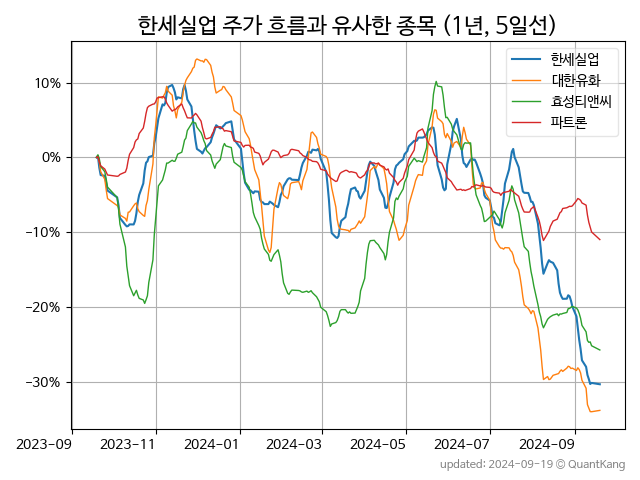 한세실업 주가 흐름과 유사한 종목 (1년, 5일선)
한세실업
대한유화
효성티앤씨
파트론
10%
0%
−10%
−20%
−30%
2023-09 2023-11 2024-01 2024-03 2024-05 2024-07 2024-09
updated: 2024-09-19 © QuantKang